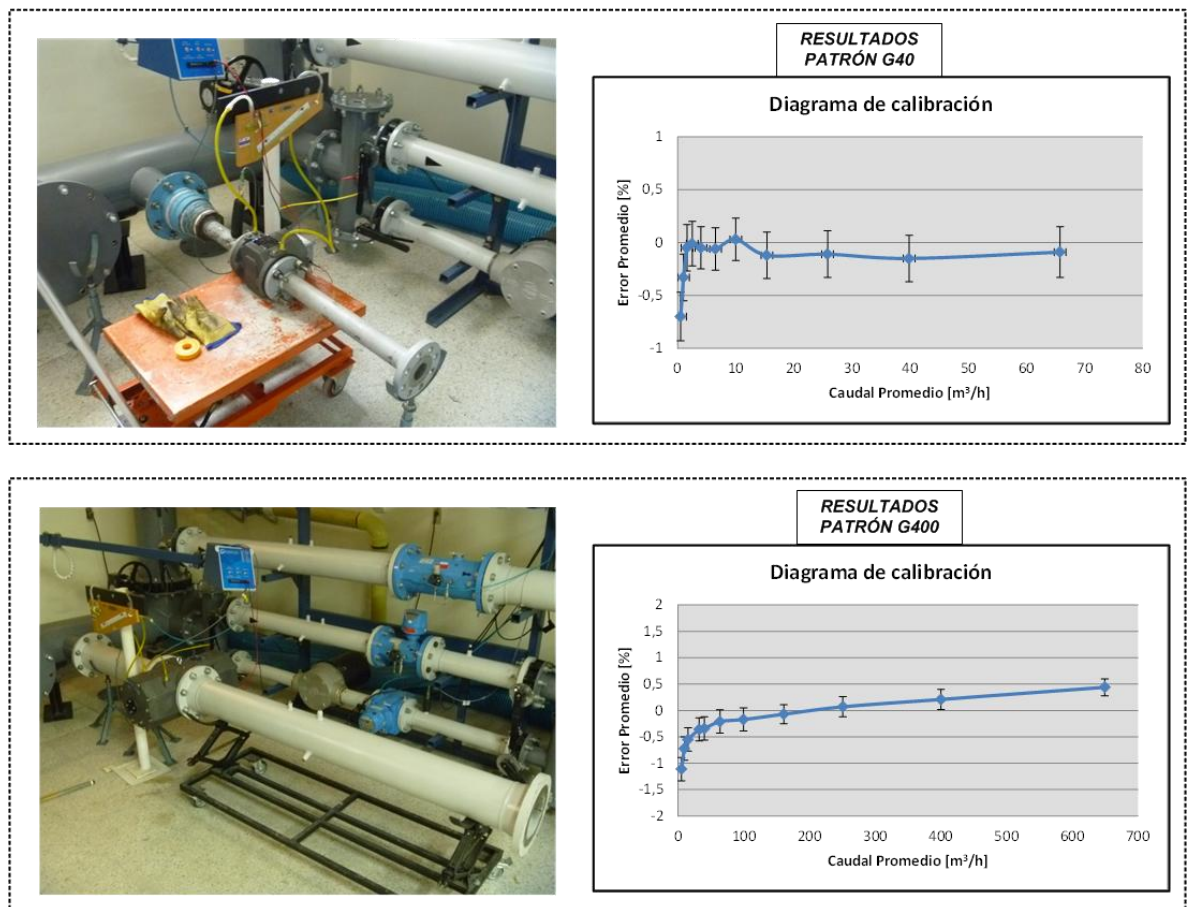 RESULTADOS
PATRÓN G40
Diagrama de calibración
Error Promedio [%]
1
0,5
0
-0,5
-1
0 10 20 30 40 50 60 70 80
Caudal Promedio [m³/h]
RESULTADOS
PATRÓN G400
Diagrama de calibración
Error Promedio [%]
2
1,5
1
0,5
0
-0,5
-1
-1,5
-2
0 100 200 300 400 500 600 700
Caudal Promedio [m³/h]